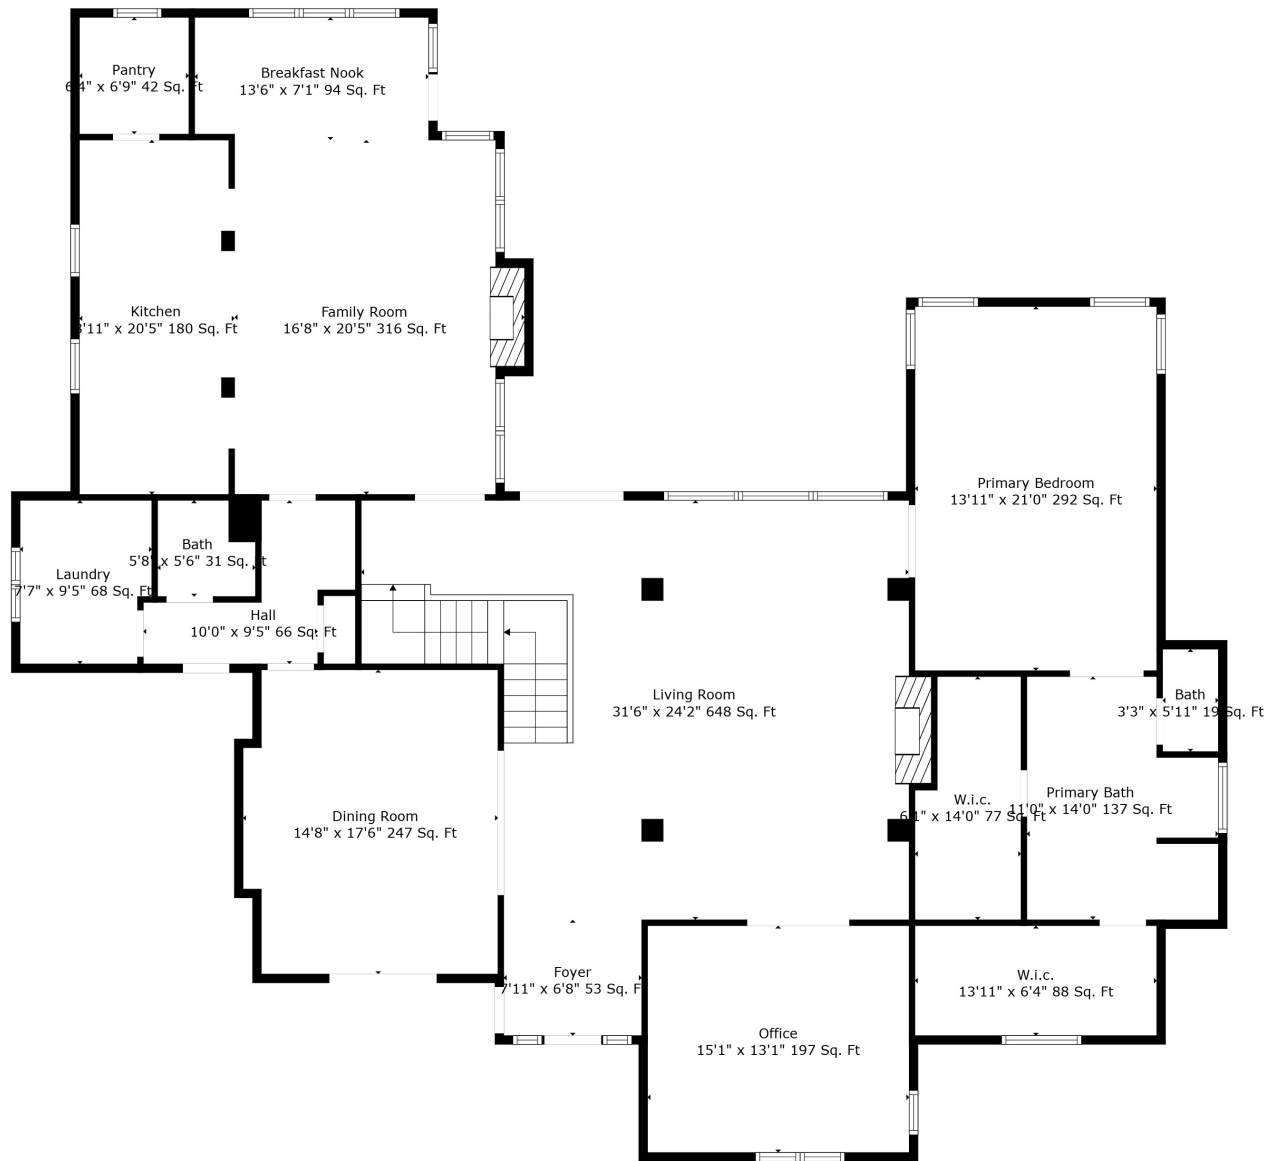 Pantry
6'4" x 6'9" 42 Sq. Ft
Breakfast Nook
13'6" x 7'1" 94 Sq. Ft
Kitchen
8'11" x 20'5" 180 Sq. Ft
Family Room
16'8" x 20'5" 316 Sq. Ft
Primary Bedroom
13'11" x 21'0" 292 Sq. Ft
Bath
5'8" x 5'6" 31 Sq. Ft
Laundry
7'7" x 9'5" 68 Sq. Ft
Hall
10'0" x 9'5" 66 Sq. Ft
Living Room
31'6" x 24'2" 648 Sq. Ft
Bath
3'3" x 5'11" 19 Sq. Ft
Primary Bath
11'0" x 14'0" 137 Sq. Ft
W.i.c.
6'1" x 14'0" 77 Sq. Ft
Dining Room
14'8" x 17'6" 247 Sq. Ft
Foyer
7'11" x 6'8" 53 Sq. Ft
W.i.c.
13'11" x 6'4" 88 Sq. Ft
Office
15'1" x 13'1" 197 Sq. Ft